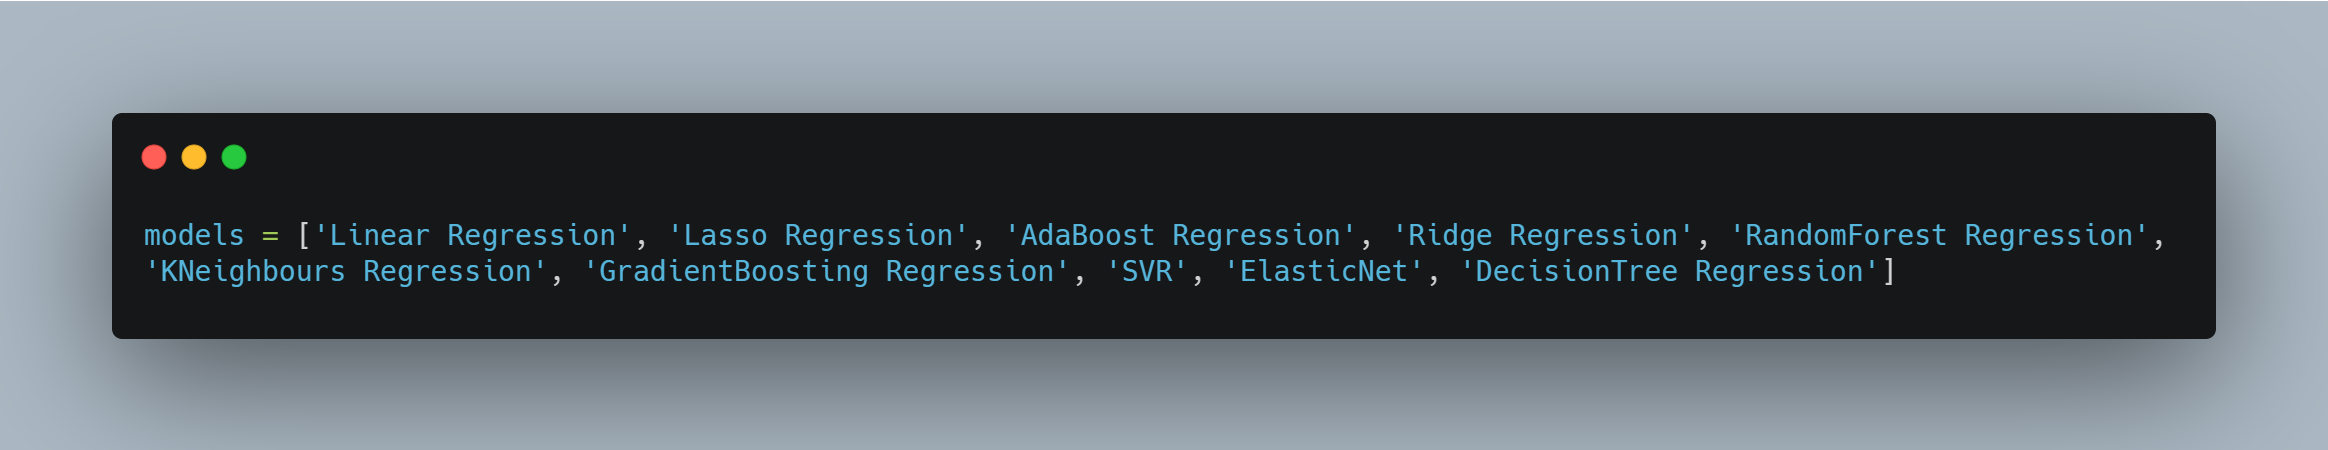 models = ['Linear Regression', 'Lasso Regression', 'AdaBoost Regression', 'Ridge Regression', 'RandomForest Regression',
'KNeighbours Regression', 'GradientBoosting Regression', 'SVR', 'ElasticNet', 'DecisionTree Regression']